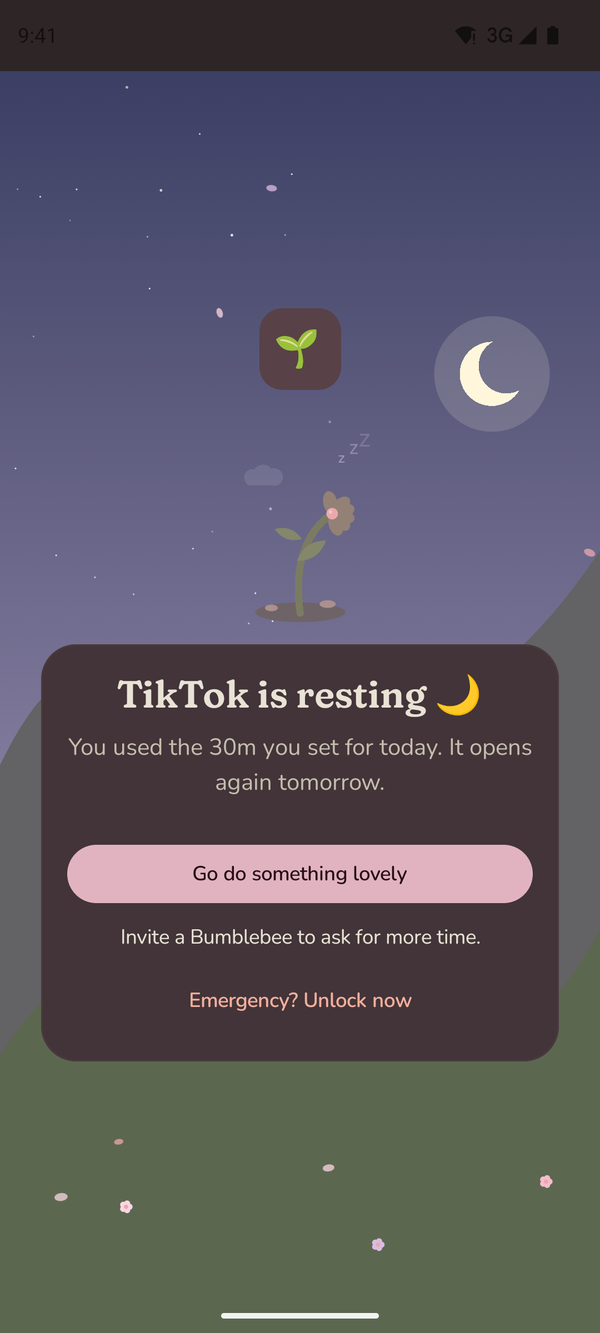 9:41
3G
z z Z
TikTok is resting 🌙
You used the 30m you set for today. It opens
again tomorrow.
Go do something lovely
Invite a Bumblebee to ask for more time.
Emergency? Unlock now